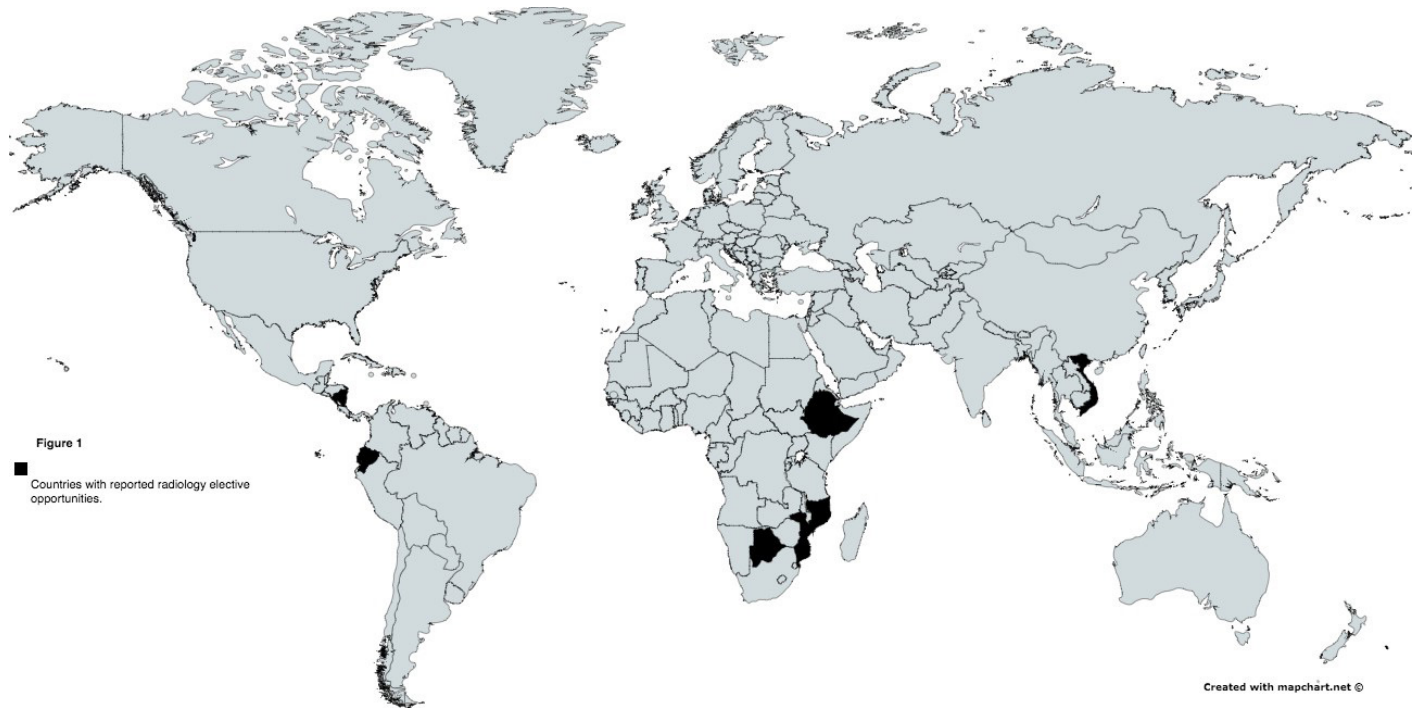 Figure 1
Countries with reported radiology elective
opportunities.
Created with mapchart.net ©